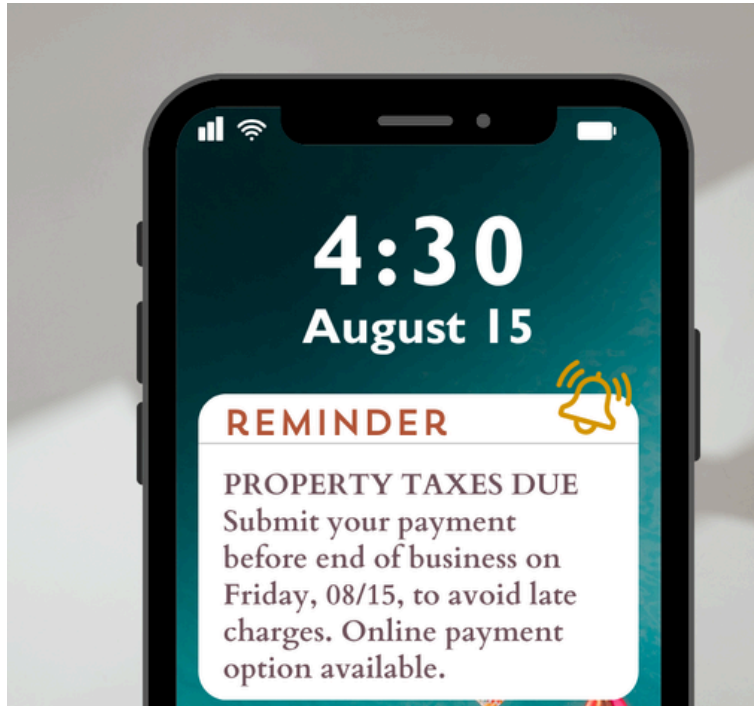 4:30
August 15
REMINDER
PROPERTY TAXES DUE
Submit your payment
before end of business on
Friday, 08/15, to avoid late
charges. Online payment
option available.